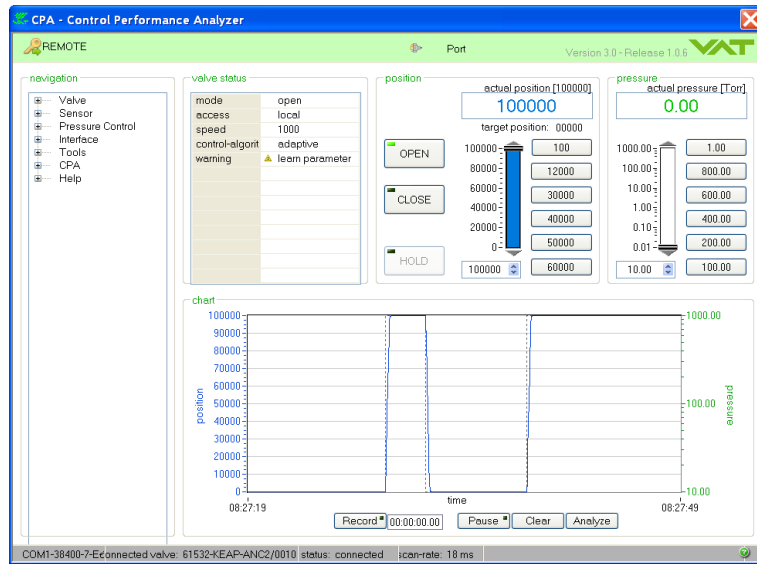 CPA - Control Performance Analyzer
REMOTE
Port
Version 3.0 - Release 1.0.6
VAT
navigation
Valve
Sensor
Pressure Control
Interface
Tools
CPA
Help
valve status
mode open
access local
speed 1000
control-algorit adaptive
warning learn parameter
position
actual position [100000]
100000
target position: 00000
OPEN
CLOSE
HOLD
100000
80000
60000
40000
20000
0
100000
100
12000
30000
40000
50000
60000
pressure
actual pressure [Torr]
0.00
1000.00
100.00
10.00
1.00
0.10
0.01
10.00
1.00
800.00
600.00
400.00
200.00
100.00
chart
100000
90000
80000
70000
60000
50000
40000
30000
20000
10000
0
position
1000.00
100.00
10.00
pressure
08:27:19
time
08:27:49
Record 00:00:00.00 Pause Clear Analyze
COM1-38400-7-E connected valve: 61532-KEAP-ANC2/0010 status: connected scan-rate: 18 ms